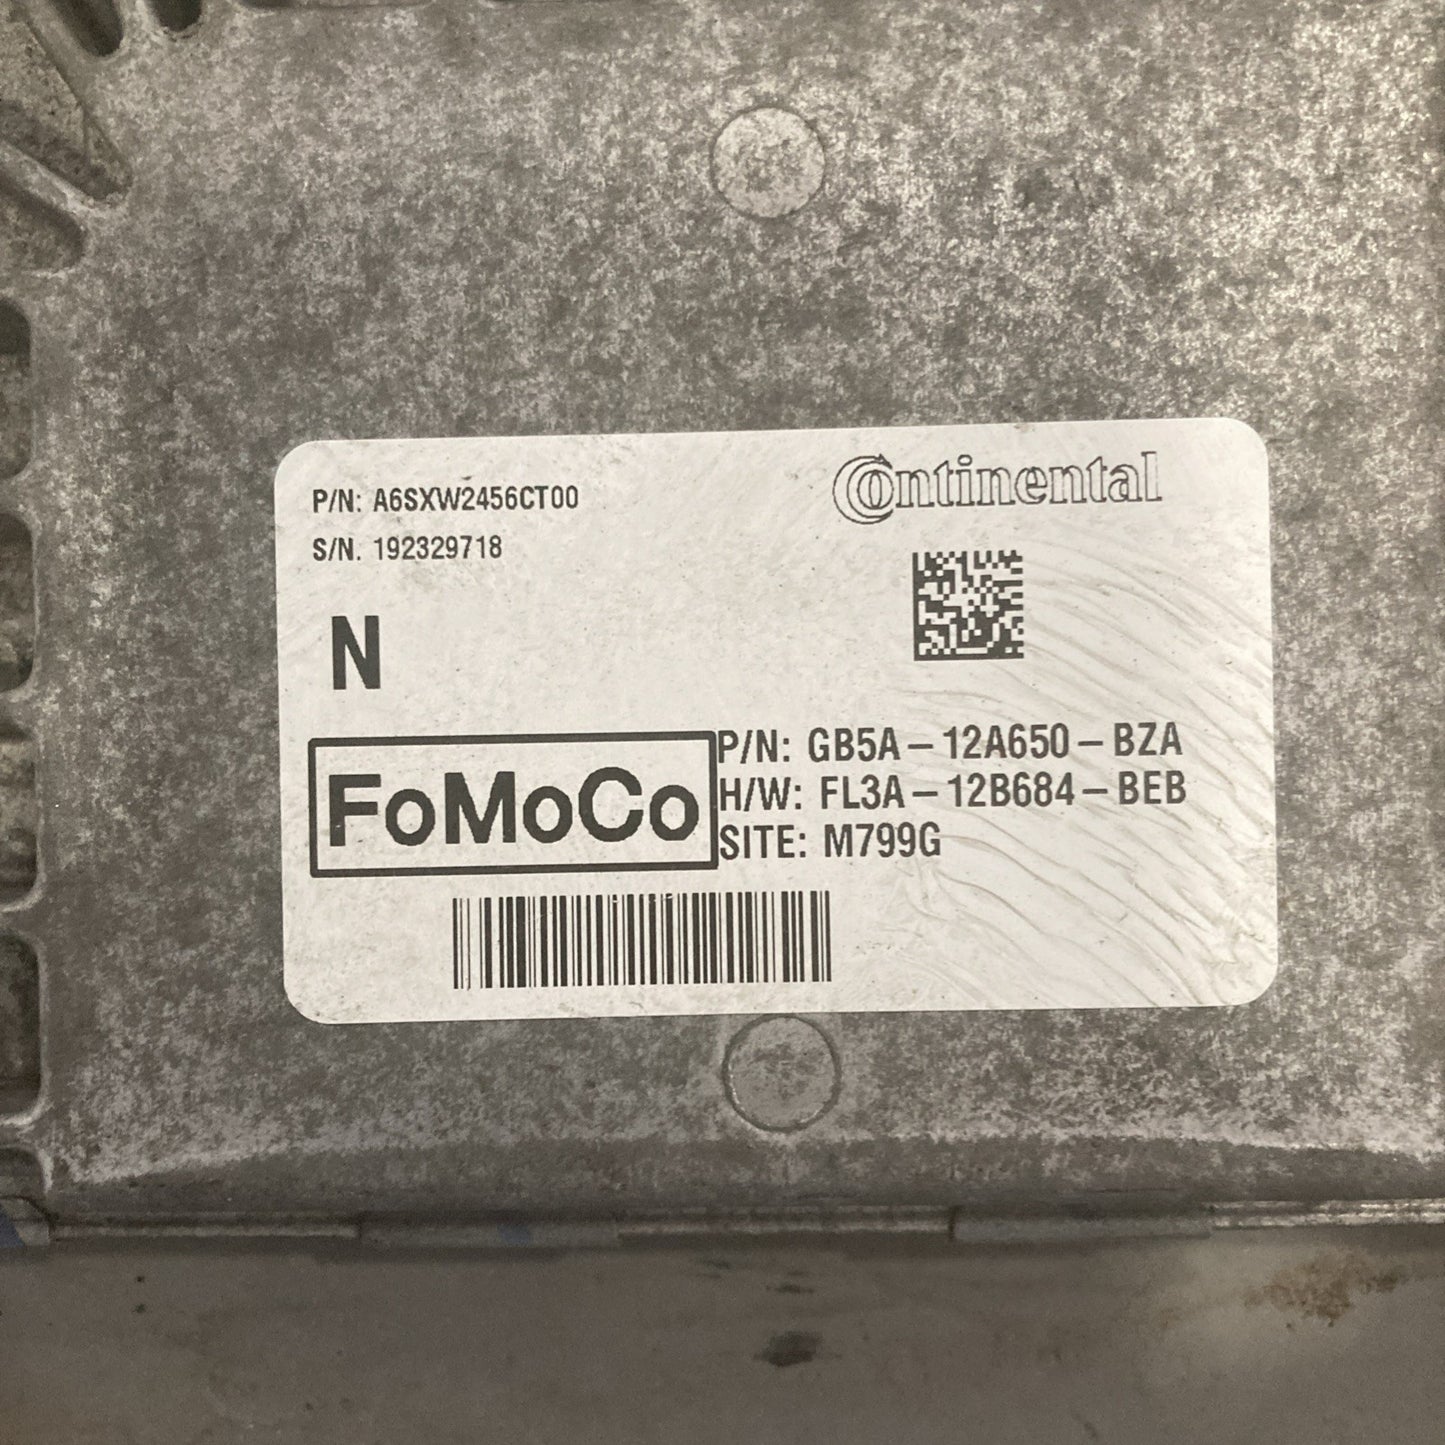 P/N: A6SXW2456CT00
S/N. 192329718
Continental
N
FoMoCo
P/N: GB5A-12A650-BZA
H/W: FL3A-12B684-BEB
SITE: M799G